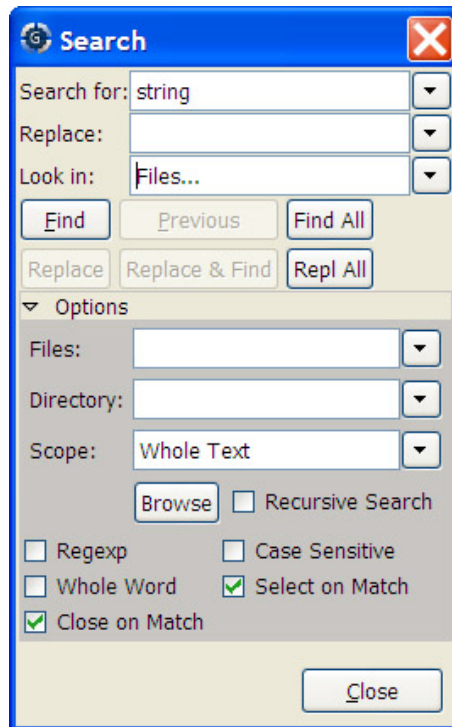 Search
Search for: string
Replace:
Look in: Files...
Find Previous Find All
Replace Replace & Find Repl All
Options
Files:
Directory:
Scope: Whole Text
Browse Recursive Search
Regexp Case Sensitive
Whole Word Select on Match
Close on Match
Close